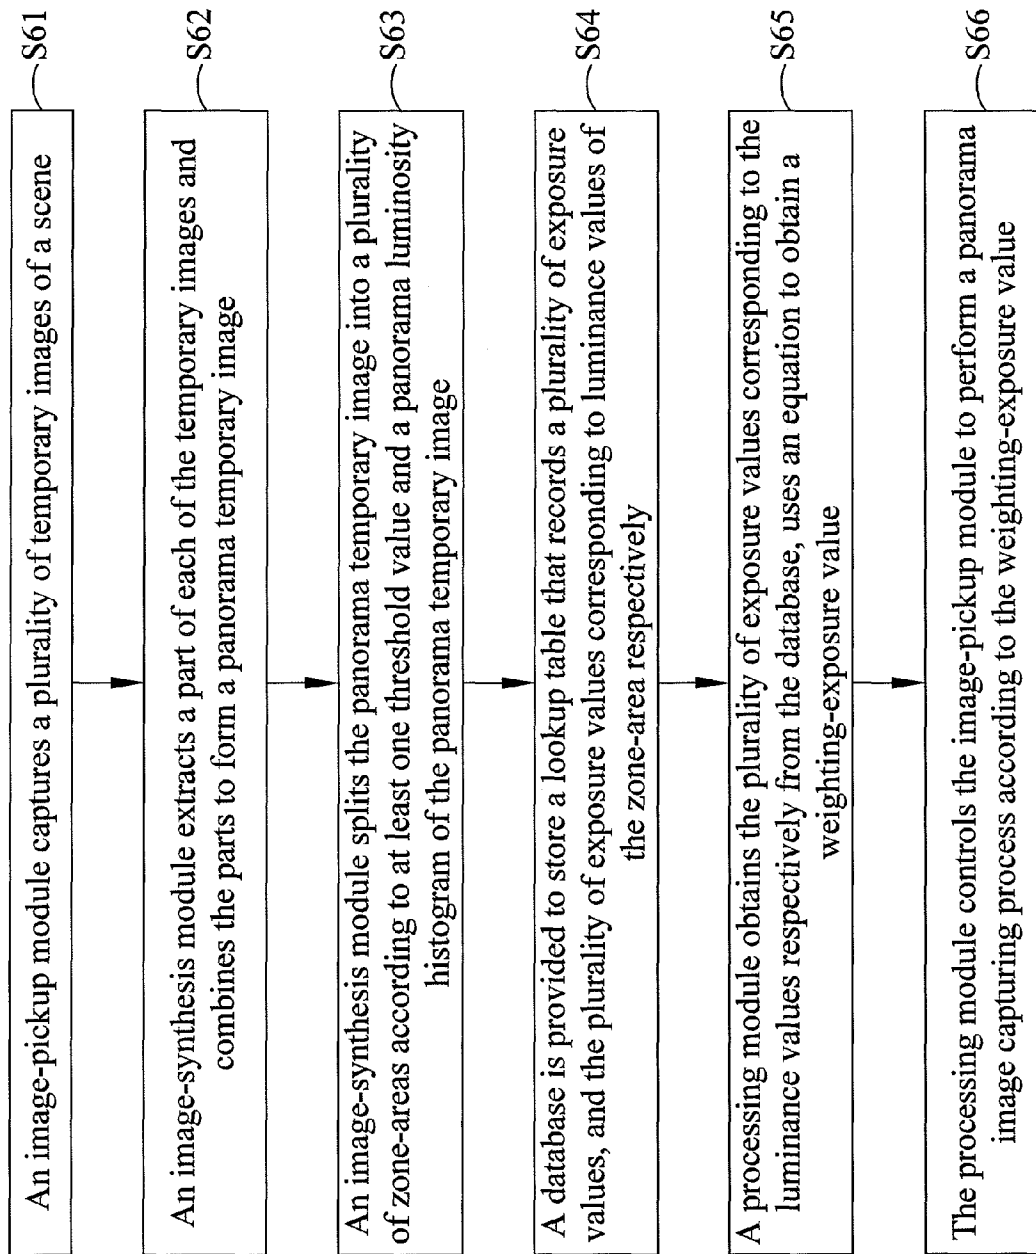 An image-pickup module captures a plurality of temporary images of a scene
S61
An image-synthesis module extracts a part of each of the temporary images and
combines the parts to form a panorama temporary image
S62
An image-synthesis module splits the panorama temporary image into a plurality
of zone-areas according to at least one threshold value and a panorama luminosity
histogram of the panorama temporary image
S63
A database is provided to store a lookup table that records a plurality of exposure
values, and the plurality of exposure values corresponding to luminance values of
the zone-area respectively
S64
A processing module obtains the plurality of exposure values corresponding to the
luminance values respectively from the database, uses an equation to obtain a
weighting-exposure value
S65
The processing module controls the image-pickup module to perform a panorama
image capturing process according to the weighting-exposure value
S66